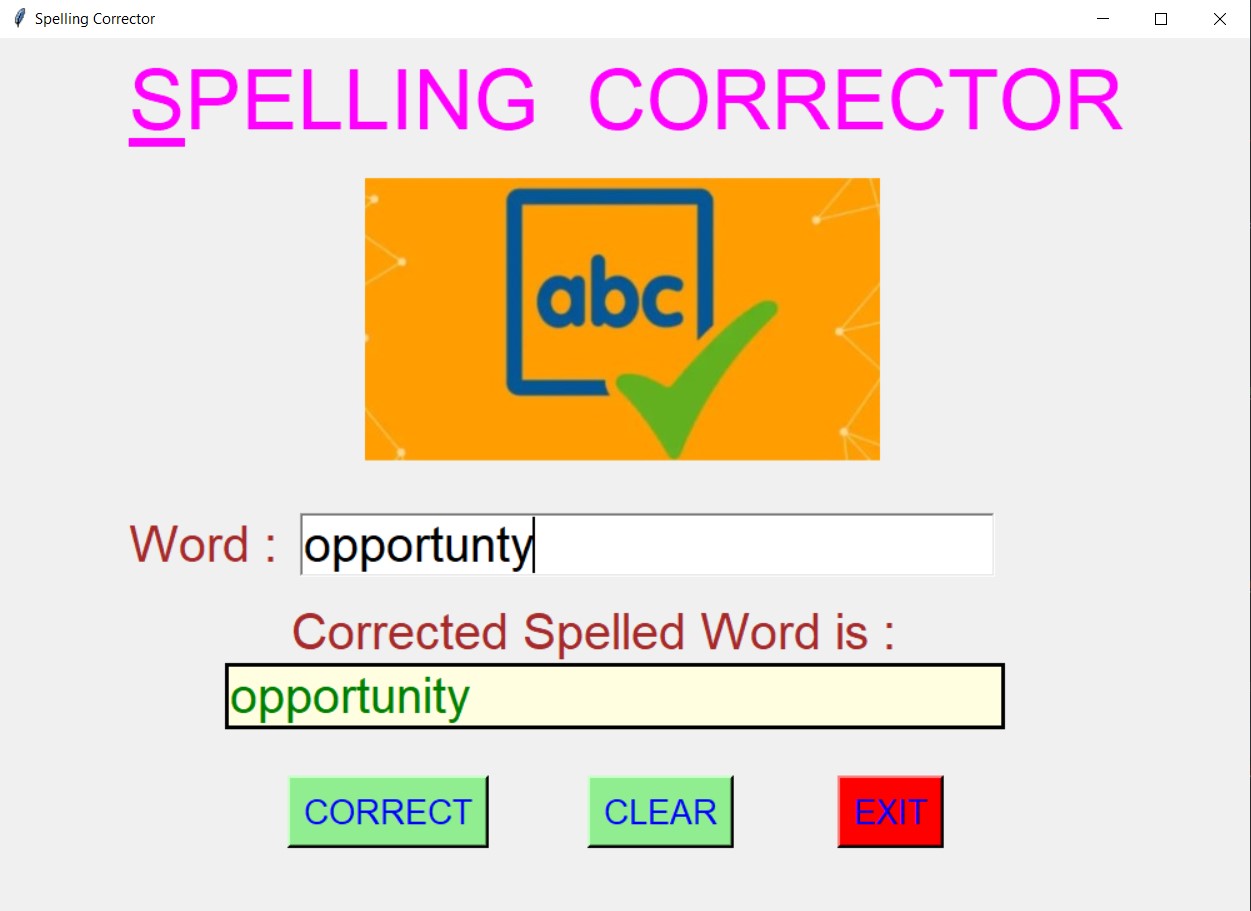 Spelling Corrector
SPELLING CORRECTOR
abc
Word : opportunty
Corrected Spelled Word is :
opportunity
CORRECT CLEAR EXIT